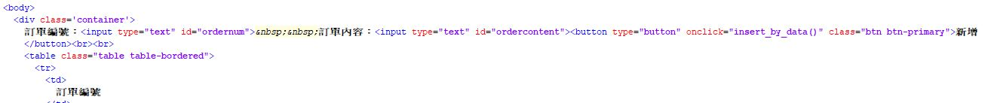 <body>
<div class='container'>
訂單編號：<input type="text" id="ordernum">&nbsp;&nbsp;訂單內容：<input type="text" id="ordercontent"><button type="button" onclick="insert_by_data()" class="btn btn-primary">新增
</button><br><br>
<table class="table table-bordered">
<tr>
<td>
訂單編號
</td>